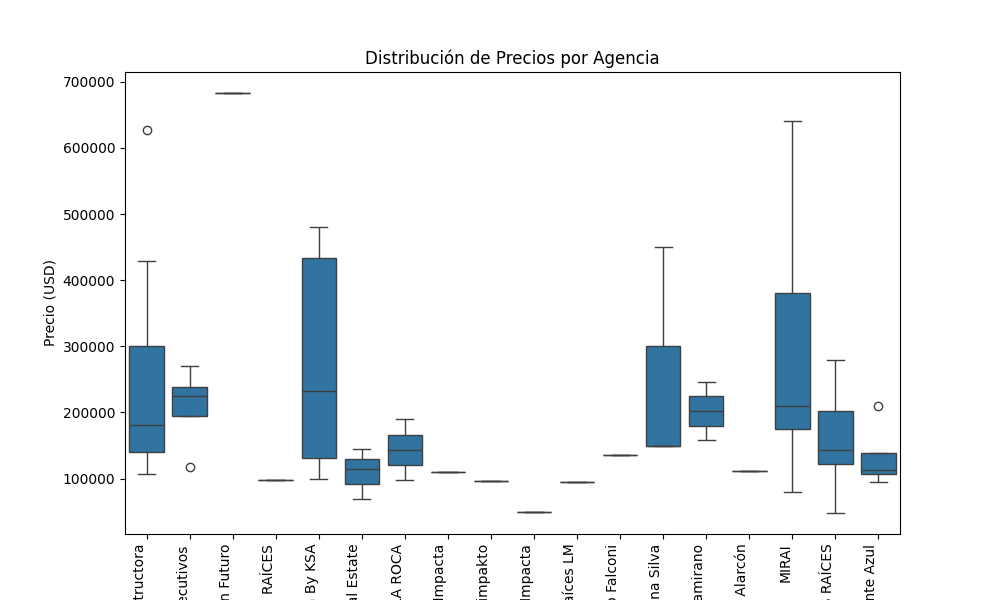 Distribución de Precios por Agencia
Precio (USD)
700000
600000
500000
400000
300000
200000
100000
tructora
ecutivos
n Futuro
RAÍCES
By KSA
al Estate
A ROCA
Impacta
impakto
Impacta
aíces LM
Falconi
na Silva
amirano
Alarcón
MIRAI
RAÍCES
nte Azul